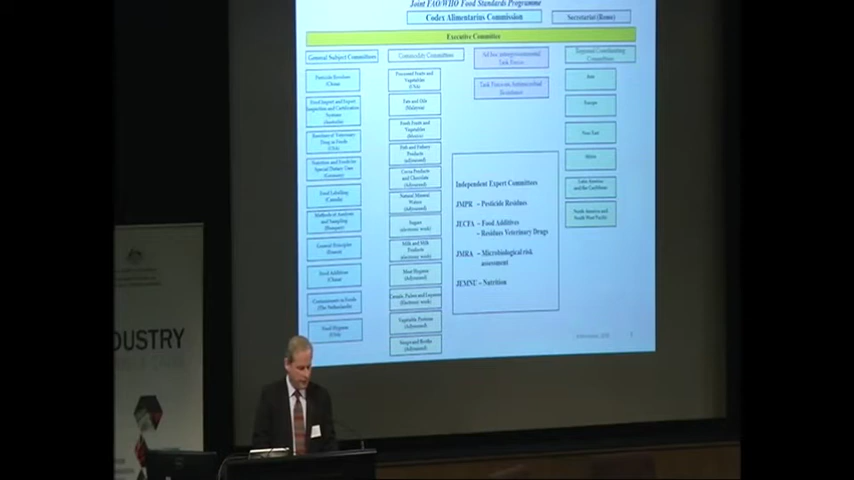 Joint FAO/WHO Food Standards Programme
Codex Alimentarius Commission
Secretariat (Rome)
Executive Committee
General Subject Committees
Commodity Committees
Ad hoc intergovernmental
Task Forces
Regional Coordinating
Committees
Pesticide Residues
(China)
Food Import and Export
Inspection and Certification
Systems
(Australia)
Residues of Veterinary
Drugs in Foods
(USA)
Nutrition and Foods for
Special Dietary Uses
(Germany)
Food Labelling
(Canada)
Methods of Analysis
and Sampling
(Hungary)
General Principles
(France)
Food Additives
(China)
Contaminants in Foods
(The Netherlands)
Food Hygiene
(USA)
Processed Fruits and
Vegetables
(USA)
Fats and Oils
(Malaysia)
Fresh Fruits and
Vegetables
(Mexico)
Fish and Fishery
Products
(adjourned)
Cocoa Products
and Chocolate
(Adjourned)
Natural Mineral
Waters
(Adjourned)
Sugars
(electronic work)
Milk and Milk
Products
(electronic work)
Meat Hygiene
(Adjourned)
Cereals, Pulses and Legumes
(Electronic work)
Vegetable Proteins
(Adjourned)
Soups and Broths
(Adjourned)
Task Force on Antimicrobial
Resistance
Asia
Europe
Near East
Africa
Latin America
and the Caribbean
North America and
South West Pacific
Independent Expert Committees
JMPR – Pesticide Residues
JECFA – Food Additives
– Residues Veterinary Drugs
JMRA – Microbiological risk
assessment
JEMNU – Nutrition
DUSTRY